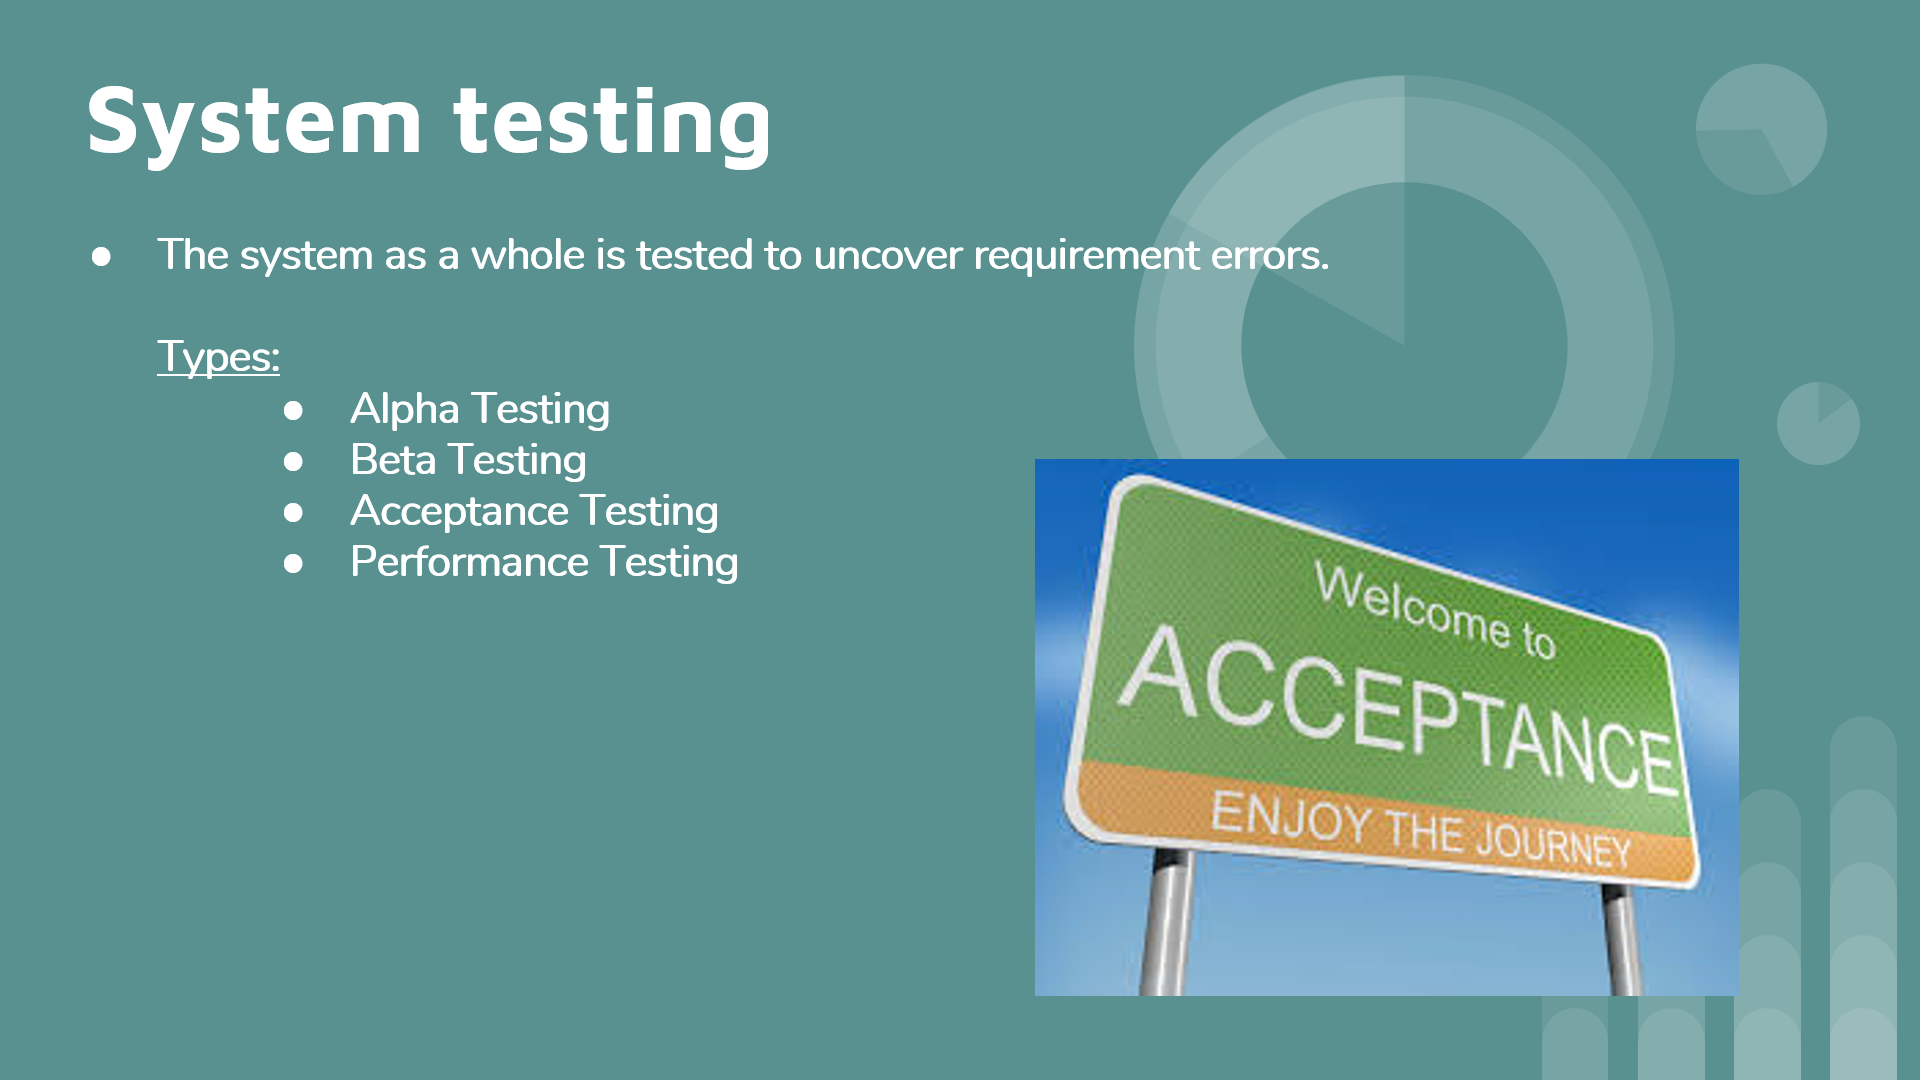 System testing
● The system as a whole is tested to uncover requirement errors.
Types:
● Alpha Testing
● Beta Testing
● Acceptance Testing
● Performance Testing
Welcome to
ACCEPTANCE
ENJOY THE JOURNEY